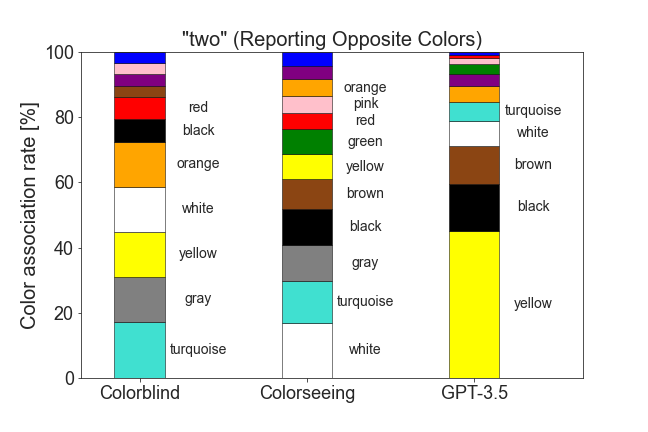 "two" (Reporting Opposite Colors)
Color association rate [%]
100
80
60
40
20
0
red
black
orange
white
yellow
gray
turquoise
orange
pink
red
green
yellow
brown
black
gray
turquoise
white
turquoise
white
brown
black
yellow
Colorblind Colorseeing GPT-3.5